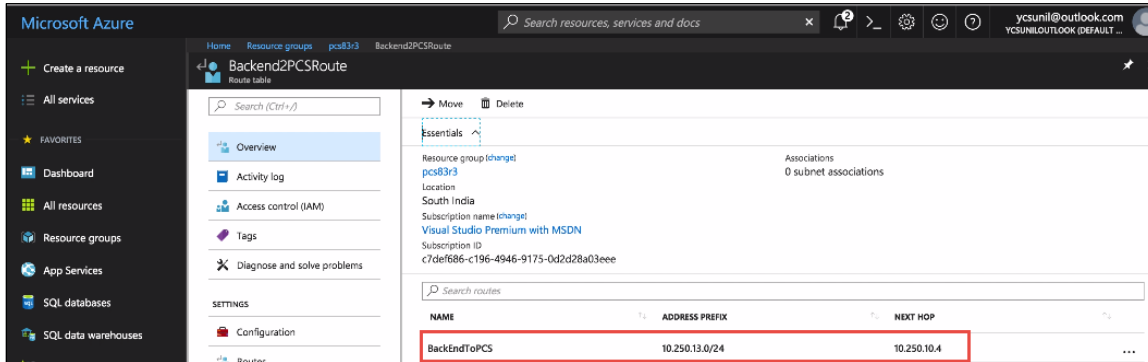 Microsoft Azure
Search resources, services and docs
2
ycsunil@outlook.com
YCSUNILOUTLOOK (DEFAULT ...
Home Resource groups pcs83r3 Backend2PCSRoute
Create a resource
All services
FAVORITES
Dashboard
All resources
Resource groups
App Services
SQL databases
SQL data warehouses
Backend2PCSRoute
Route table
Search (Ctrl+/)
Overview
Activity log
Access control (IAM)
Tags
Diagnose and solve problems
SETTINGS
Configuration
Routes
Move Delete
Essentials
Resource group (change)
pcs83r3
Location
South India
Subscription name (change)
Visual Studio Premium with MSDN
Subscription ID
c7def686-c196-4946-9175-0d2d28a03eee
Associations
0 subnet associations
Search routes
NAME ADDRESS PREFIX NEXT HOP
BackEndToPCS 10.250.13.0/24 10.250.10.4 ...